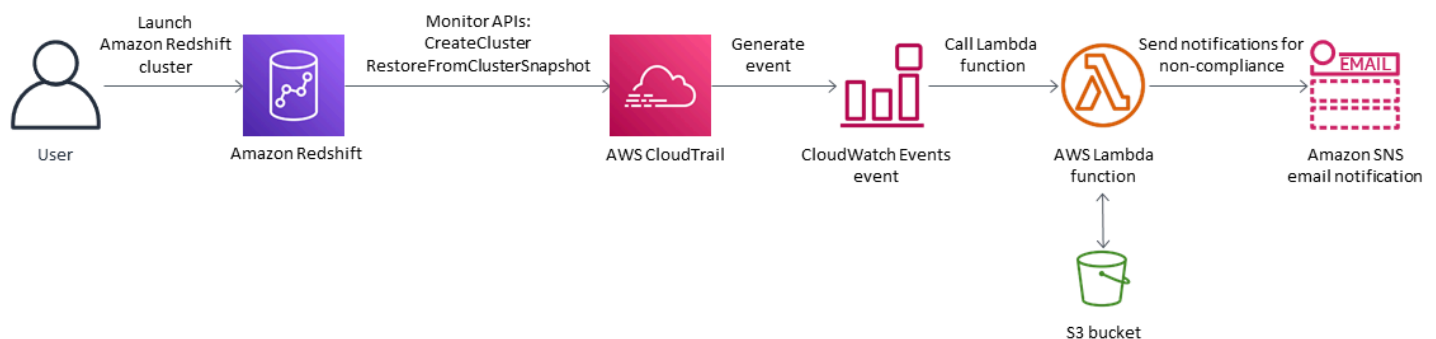 Launch
Amazon Redshift
cluster
Monitor APIs:
CreateCluster
RestoreFromClusterSnapshot
Generate
event
Call Lambda
function
Send notifications for
non-compliance
EMAIL
User
Amazon Redshift
AWS CloudTrail
CloudWatch Events
event
AWS Lambda
function
Amazon SNS
email notification
S3 bucket